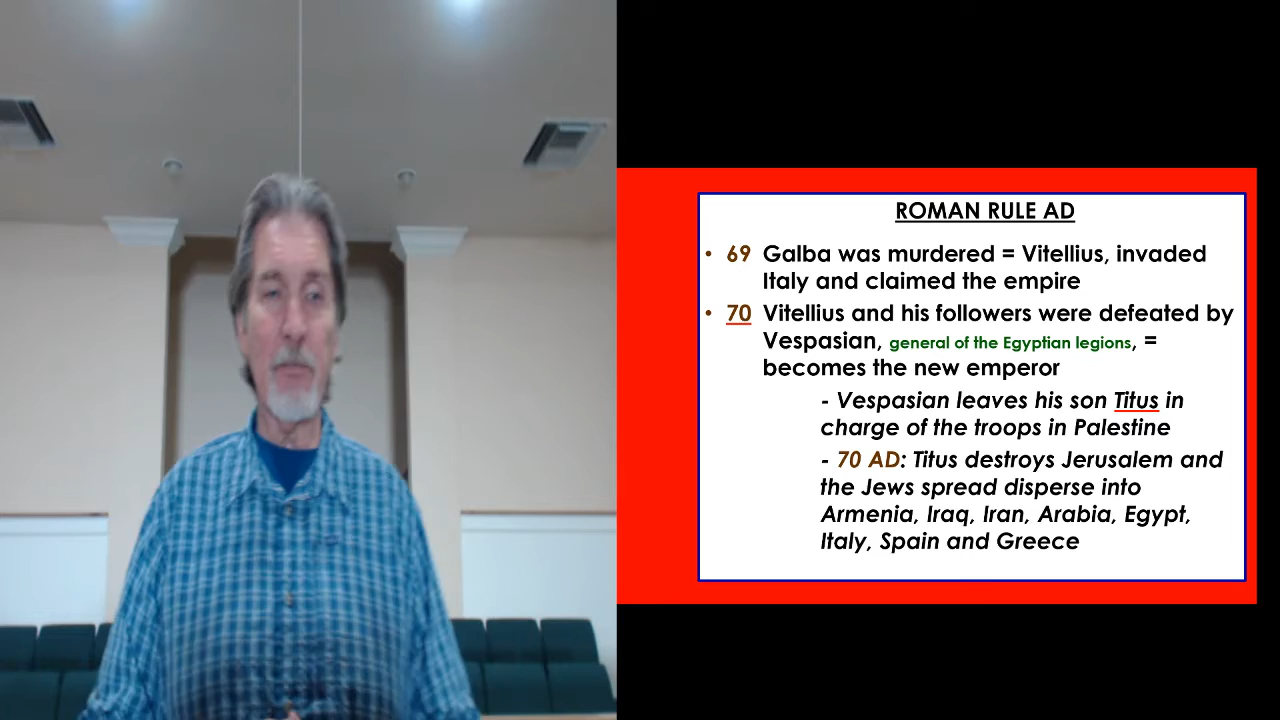 ROMAN RULE AD
• 69 Galba was murdered = Vitellius, invaded
Italy and claimed the empire
• 70 Vitellius and his followers were defeated by
Vespasian, general of the Egyptian legions, =
becomes the new emperor
- Vespasian leaves his son Titus in
charge of the troops in Palestine
- 70 AD: Titus destroys Jerusalem and
the Jews spread disperse into
Armenia, Iraq, Iran, Arabia, Egypt,
Italy, Spain and Greece